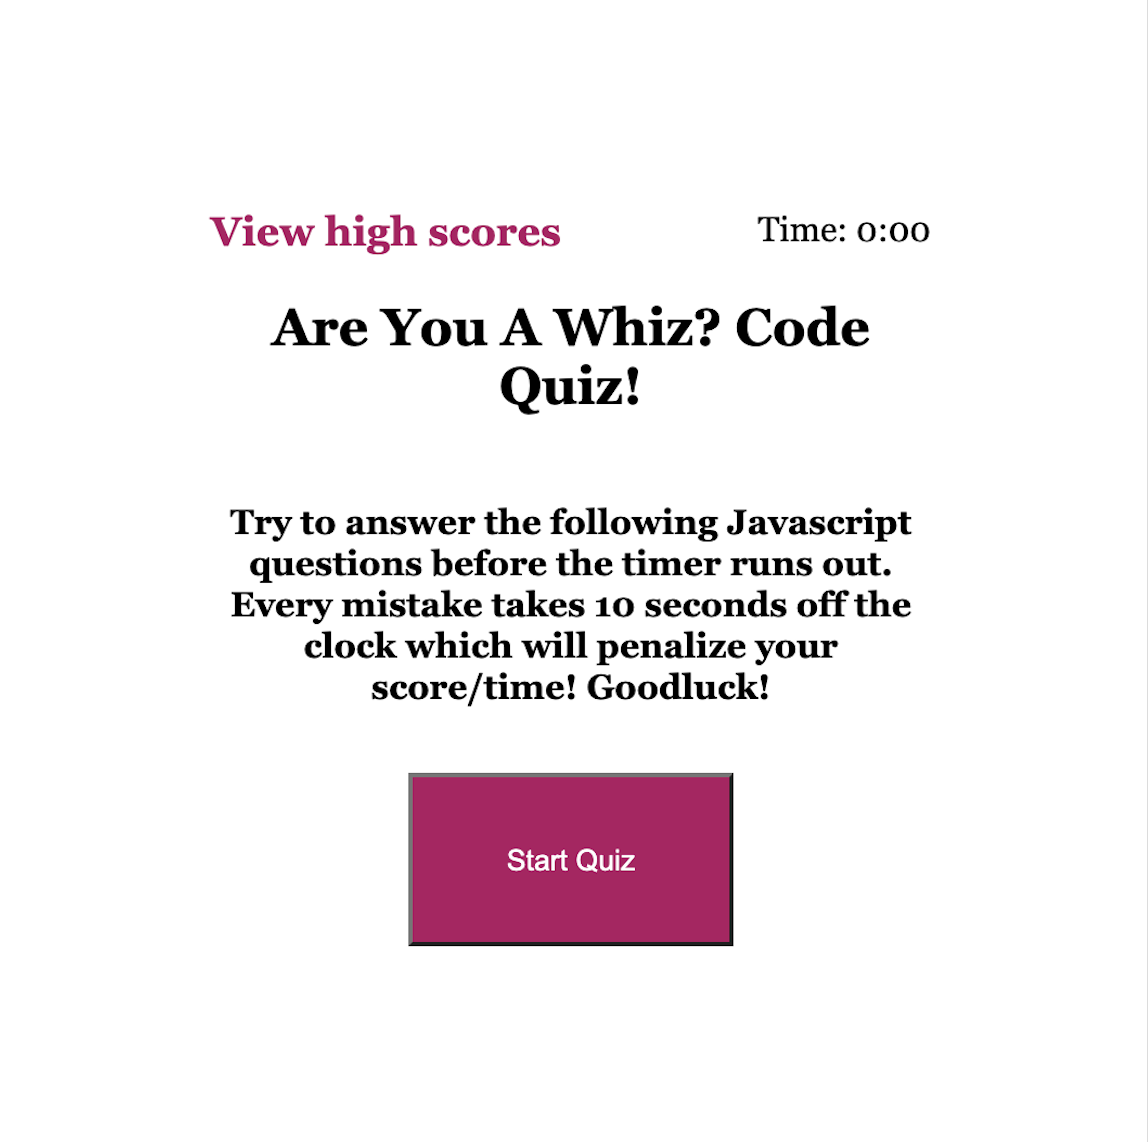 View high scores
Time: 0:00
Are You A Whiz? Code
Quiz!
Try to answer the following Javascript
questions before the timer runs out.
Every mistake takes 10 seconds off the
clock which will penalize your
score/time! Goodluck!
Start Quiz